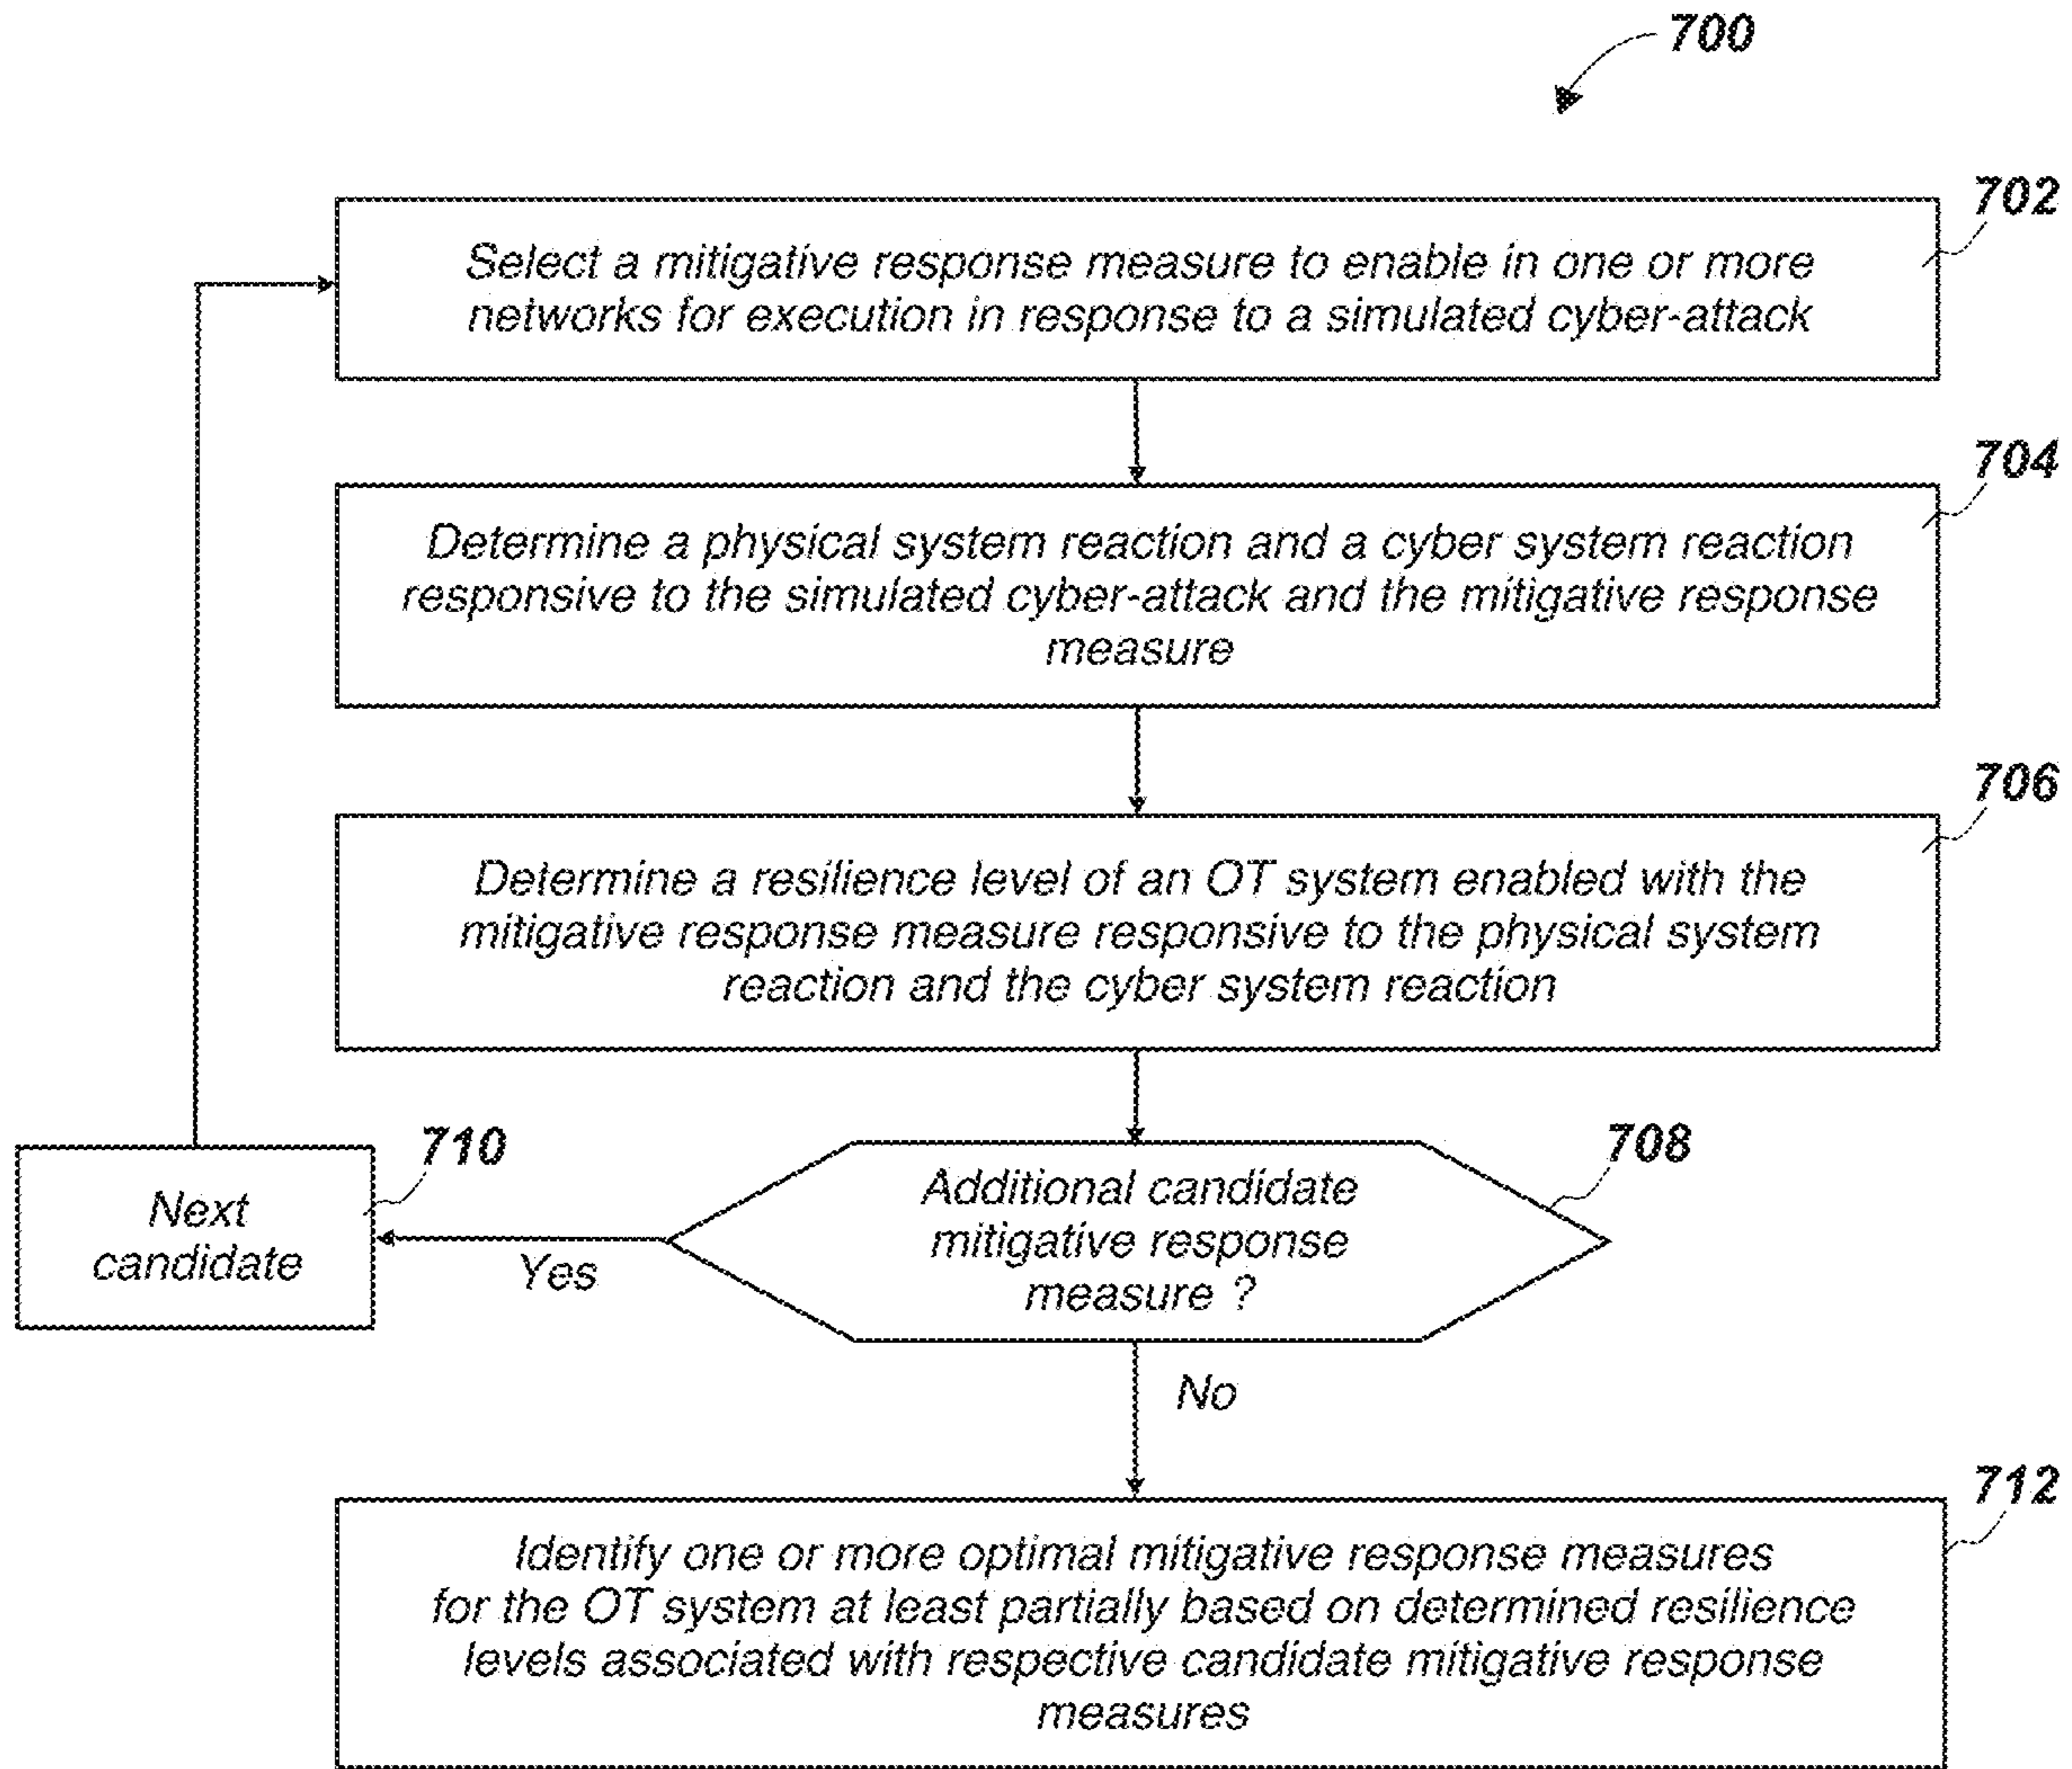 700
702
Select a mitigative response measure to enable in one or more
networks for execution in response to a simulated cyber-attack
704
Determine a physical system reaction and a cyber system reaction
responsive to the simulated cyber-attack and the mitigative response
measure
706
Determine a resilience level of an OT system enabled with the
mitigative response measure responsive to the physical system
reaction and the cyber system reaction
710
Next
candidate
Yes
708
Additional candidate
mitigative response
measure ?
No
712
Identify one or more optimal mitigative response measures
for the OT system at least partially based on determined resilience
levels associated with respective candidate mitigative response
measures